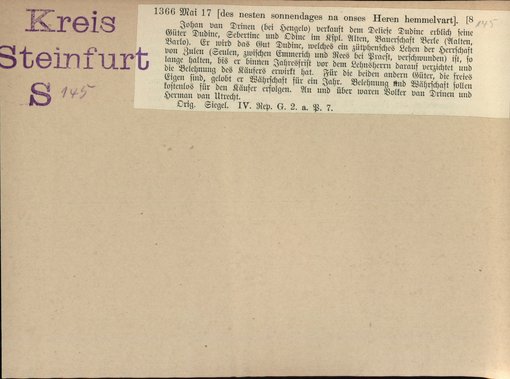 Kreis
Steinfurt
S 145
1366 Mai 17 [des nesten sonnendages na onses Heren hemmelvart]. [8
145
Johan van Drinen (bei Hengelo) verkauft dem Deliese Dudinc erblich seine
Güter Dudinc, Sebertinc und Odinc im Kspl. Alten, Bauerschaft Berle (Aalten,
Barlo). Er wird das Gut Dudinc, welches ein zütphensches Lehen der Herrschaft
von Zulen (Seulen, zwischen Emmerich und Rees bei Praest, verschwunden) ist, so
lange halten, bis er binnen Jahresfrist vor dem Lehnsherrn darauf verzichtet und
die Belehnung des Käufers erwirkt hat. Für die beiden andern Güter, die freies
Eigen sind, gelobt er Währschaft für ein Jahr. Belehnung und Währschaft sollen
kostenlos für den Käufer erfolgen. An und über waren Volker van Drinen und
Herman van Utrecht.
Orig. Siegel. IV. Rep. G. 2. a. P. 7.